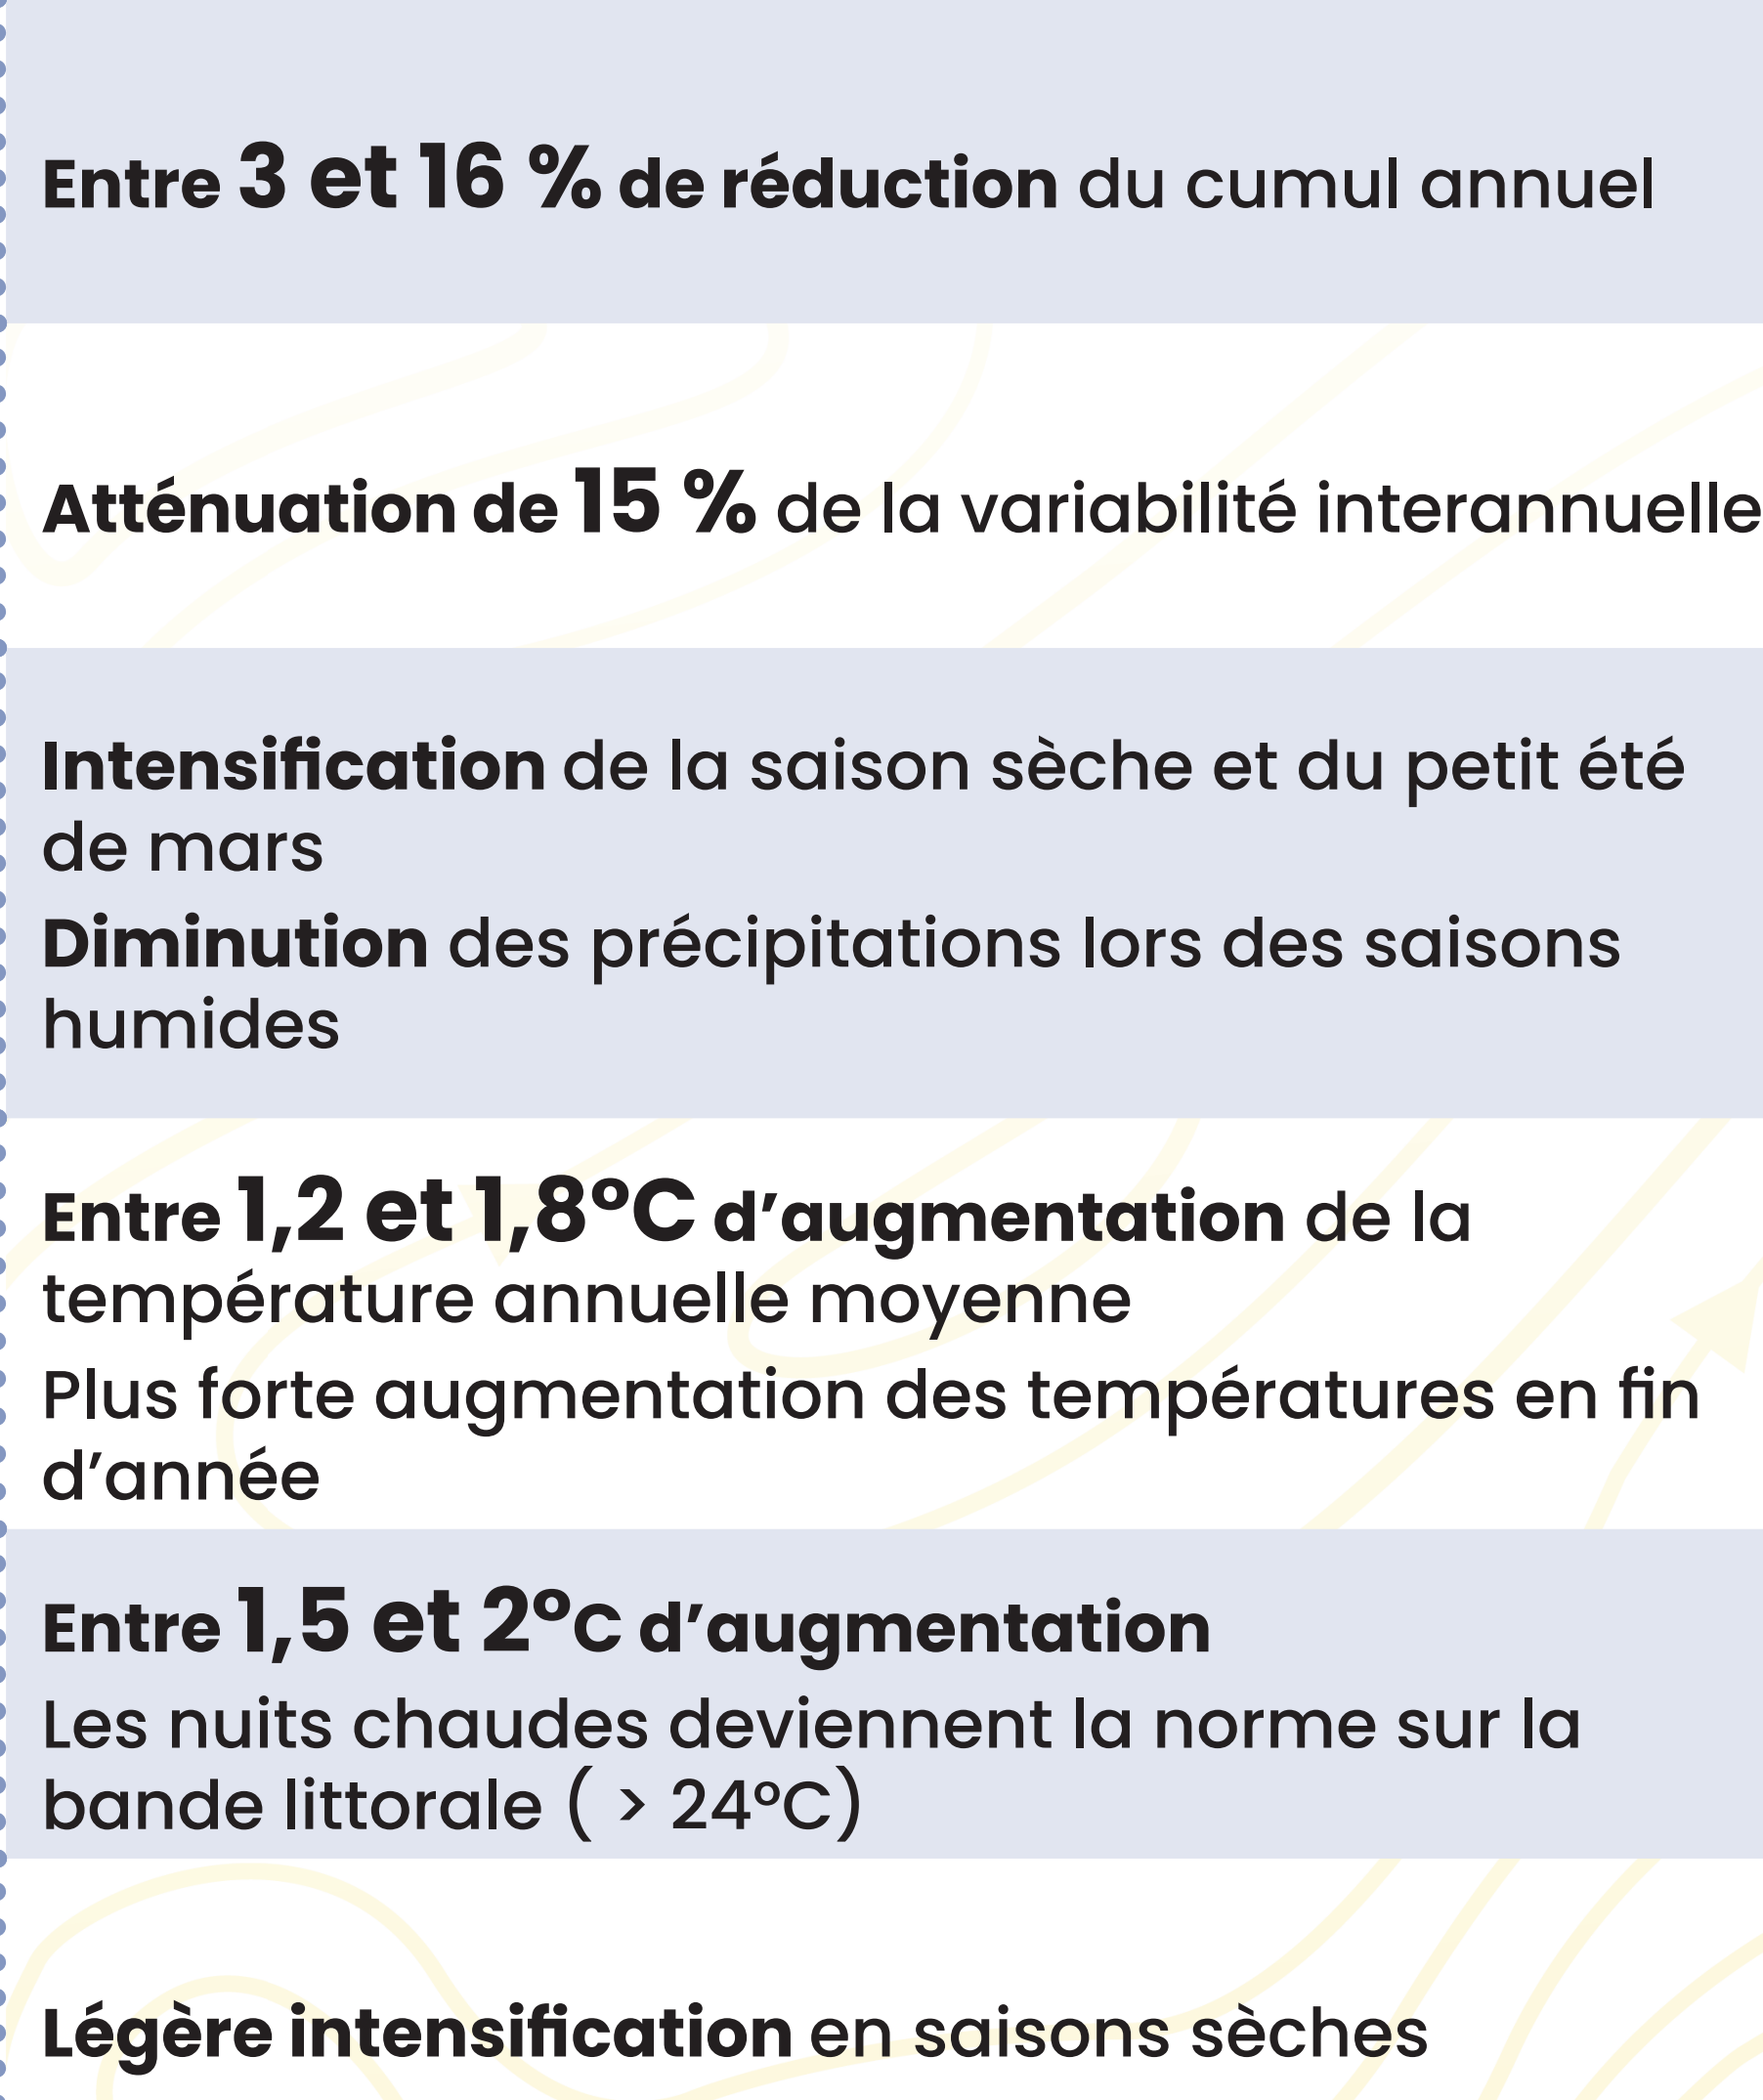 Entre 3 et 16 % de réduction du cumul annuel
Atténuation de 15 % de la variabilité interannuelle
Intensification de la saison sèche et du petit été
de mars
Diminution des précipitations lors des saisons
humides
Entre 1,2 et 1,8°C d’augmentation de la
température annuelle moyenne
Plus forte augmentation des températures en fin
d’année
Entre 1,5 et 2°C d’augmentation
Les nuits chaudes deviennent la norme sur la
bande littorale ( > 24°C)
Légère intensification en saisons sèches